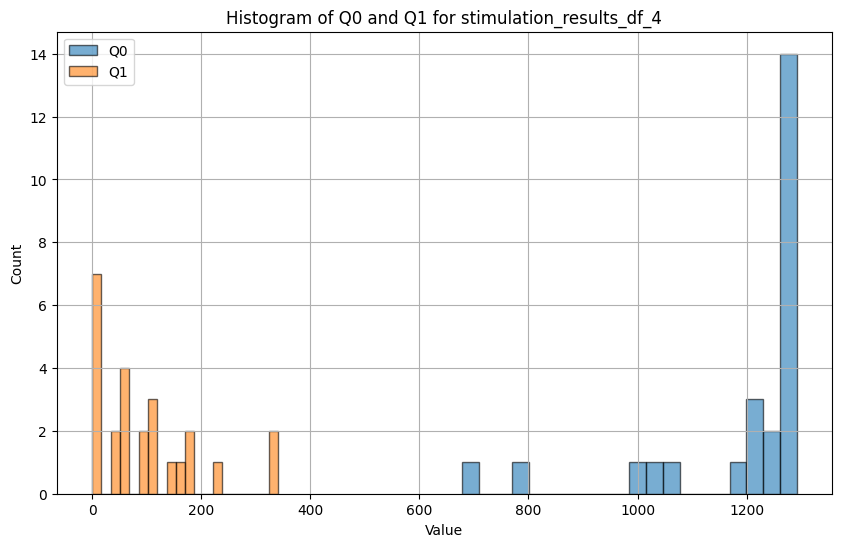 Histogram of Q0 and Q1 for stimulation_results_df_4
Q0
Q1
14
12
10
8
6
4
2
0
Count
0 200 400 600 800 1000 1200
Value